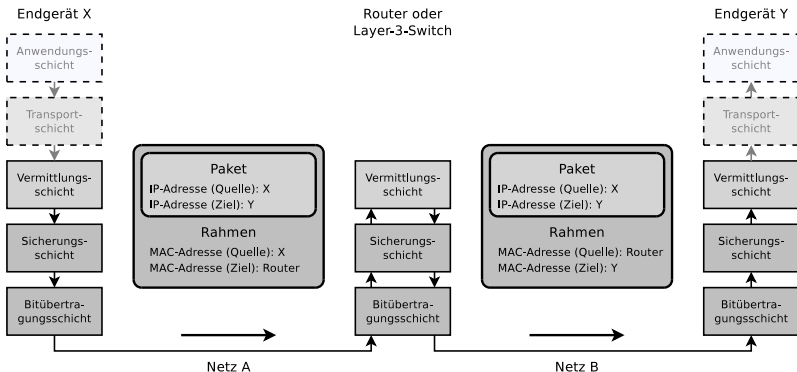 Endgerät X
Router oder
Layer-3-Switch
Endgerät Y
Anwendungs-
schicht
Transport-
schicht
Vermittlungs-
schicht
Sicherungs-
schicht
Bitübertra-
gungsschicht
Paket
IP-Adresse (Quelle): X
IP-Adresse (Ziel): Y
Rahmen
MAC-Adresse (Quelle): X
MAC-Adresse (Ziel): Router
Netz A
Vermittlungs-
schicht
Sicherungs-
schicht
Bitübertra-
gungsschicht
Paket
IP-Adresse (Quelle): X
IP-Adresse (Ziel): Y
Rahmen
MAC-Adresse (Quelle): Router
MAC-Adresse (Ziel): Y
Netz B
Anwendungs-
schicht
Transport-
schicht
Vermittlungs-
schicht
Sicherungs-
schicht
Bitübertra-
gungsschicht